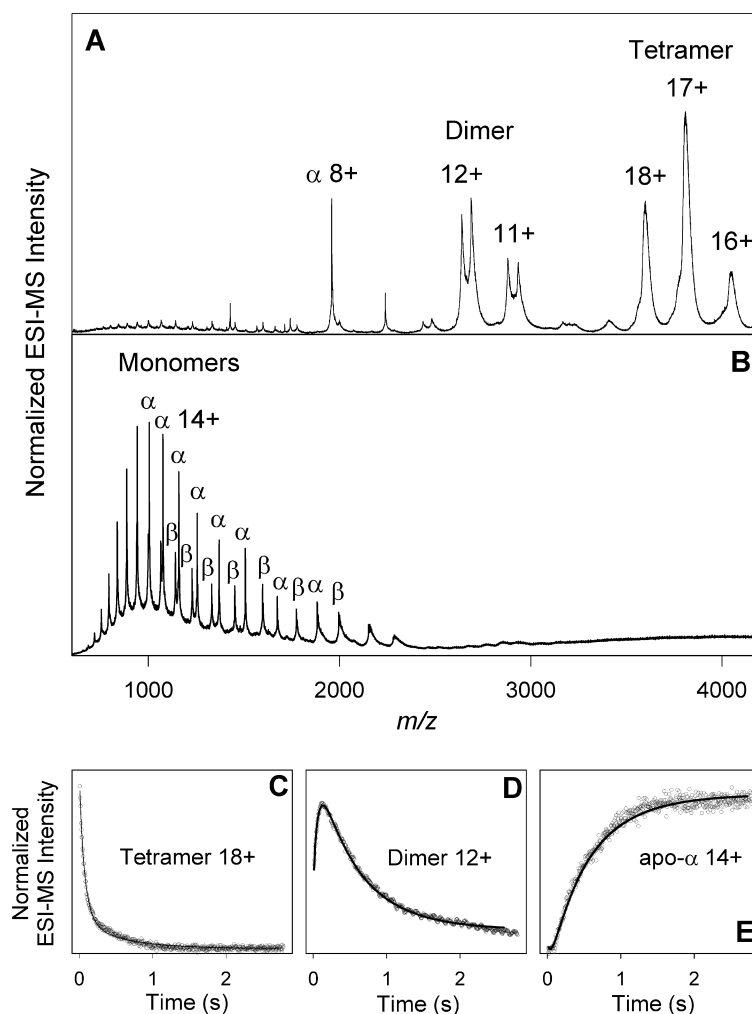 A
Tetramer
17+
Dimer
α 8+
12+
18+
11+
16+
Normalized ESI-MS Intensity
Monomers
B
α
α 14+
α
α
β
α
α
β
β
β
β
α
β
α
β
1000
2000
3000
4000
m/z
C
D
Normalized
ESI-MS Intensity
Tetramer 18+
Dimer 12+
apo-α 14+
E
0
1
2
0
1
2
0
1
2
Time (s)
Time (s)
Time (s)